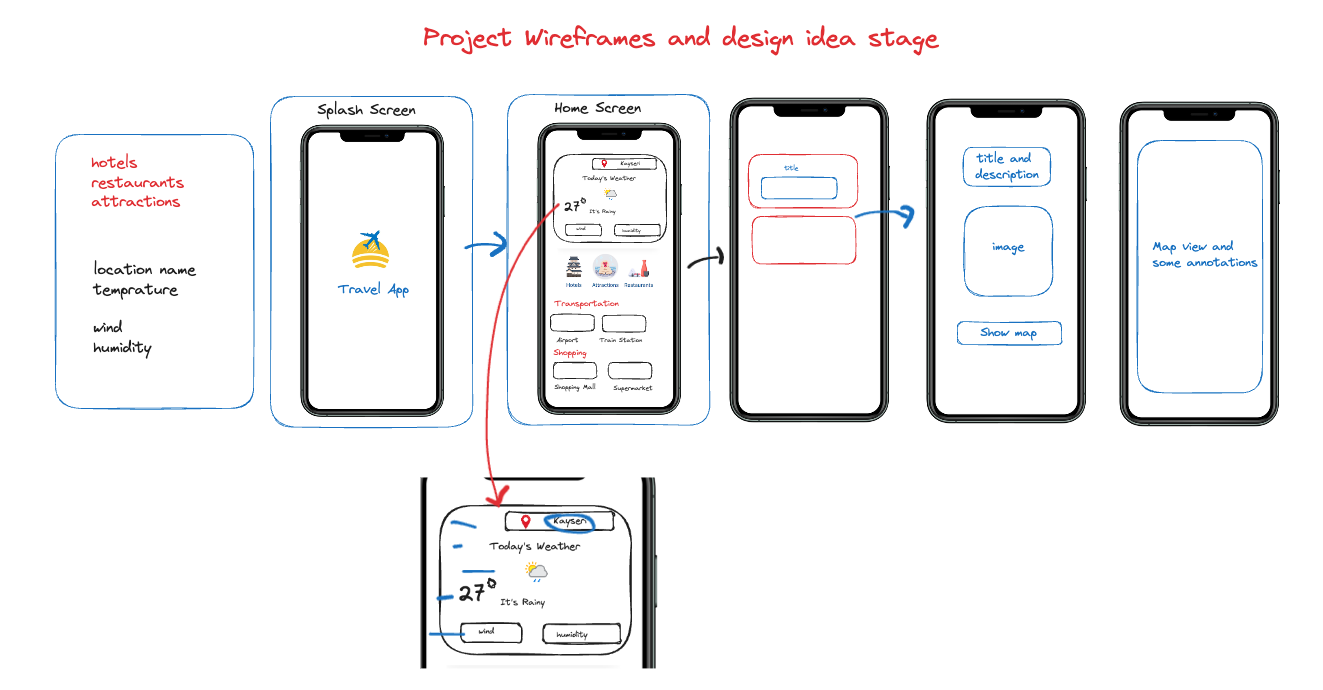 Project Wireframes and design idea stage
hotels
restaurants
attractions
location name
temprature
wind
humidity
Splash Screen
Travel App
Home Screen
Kayseri
Today's Weather
27°
It's Rainy
wind
humidity
Hotels
Attractions
Restaurants
Transportation
Airport
Train Station
Shopping
Shopping Mall
Supermarket
title
title and
description
image
Show map
Map view and
some annotations
Kayseri
Today's Weather
27°
It's Rainy
wind
humidity